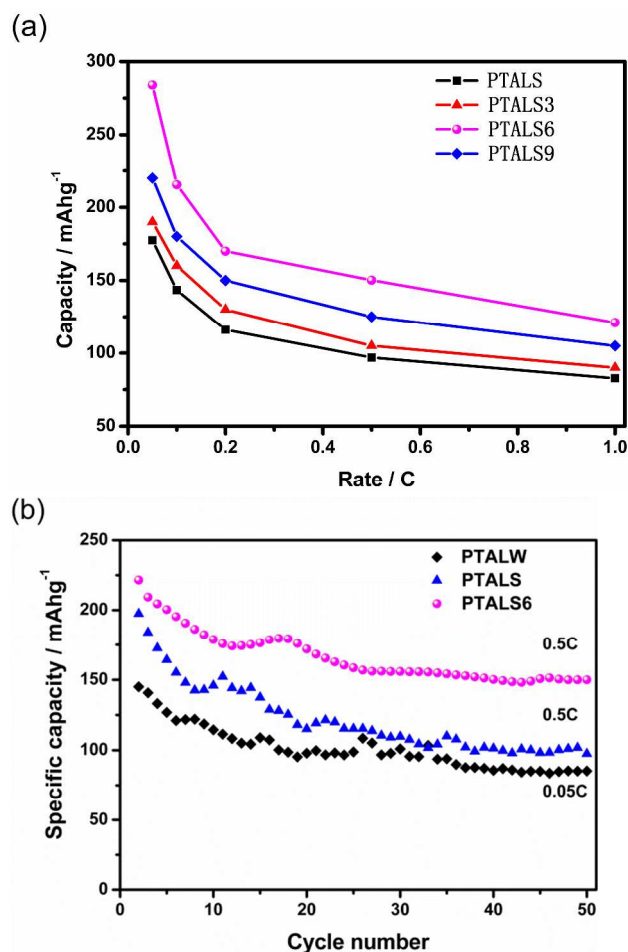 (a)
300
250
200
150
100
50
Capacity / mAhg⁻¹
PTALS
PTALS3
PTALS6
PTALS9
0.0 0.2 0.4 0.6 0.8 1.0
Rate / C
(b)
250
200
150
100
50
0
Specific capacity / mAhg⁻¹
PTALW
PTALS
PTALS6
0.5C
0.5C
0.05C
0 10 20 30 40 50
Cycle number